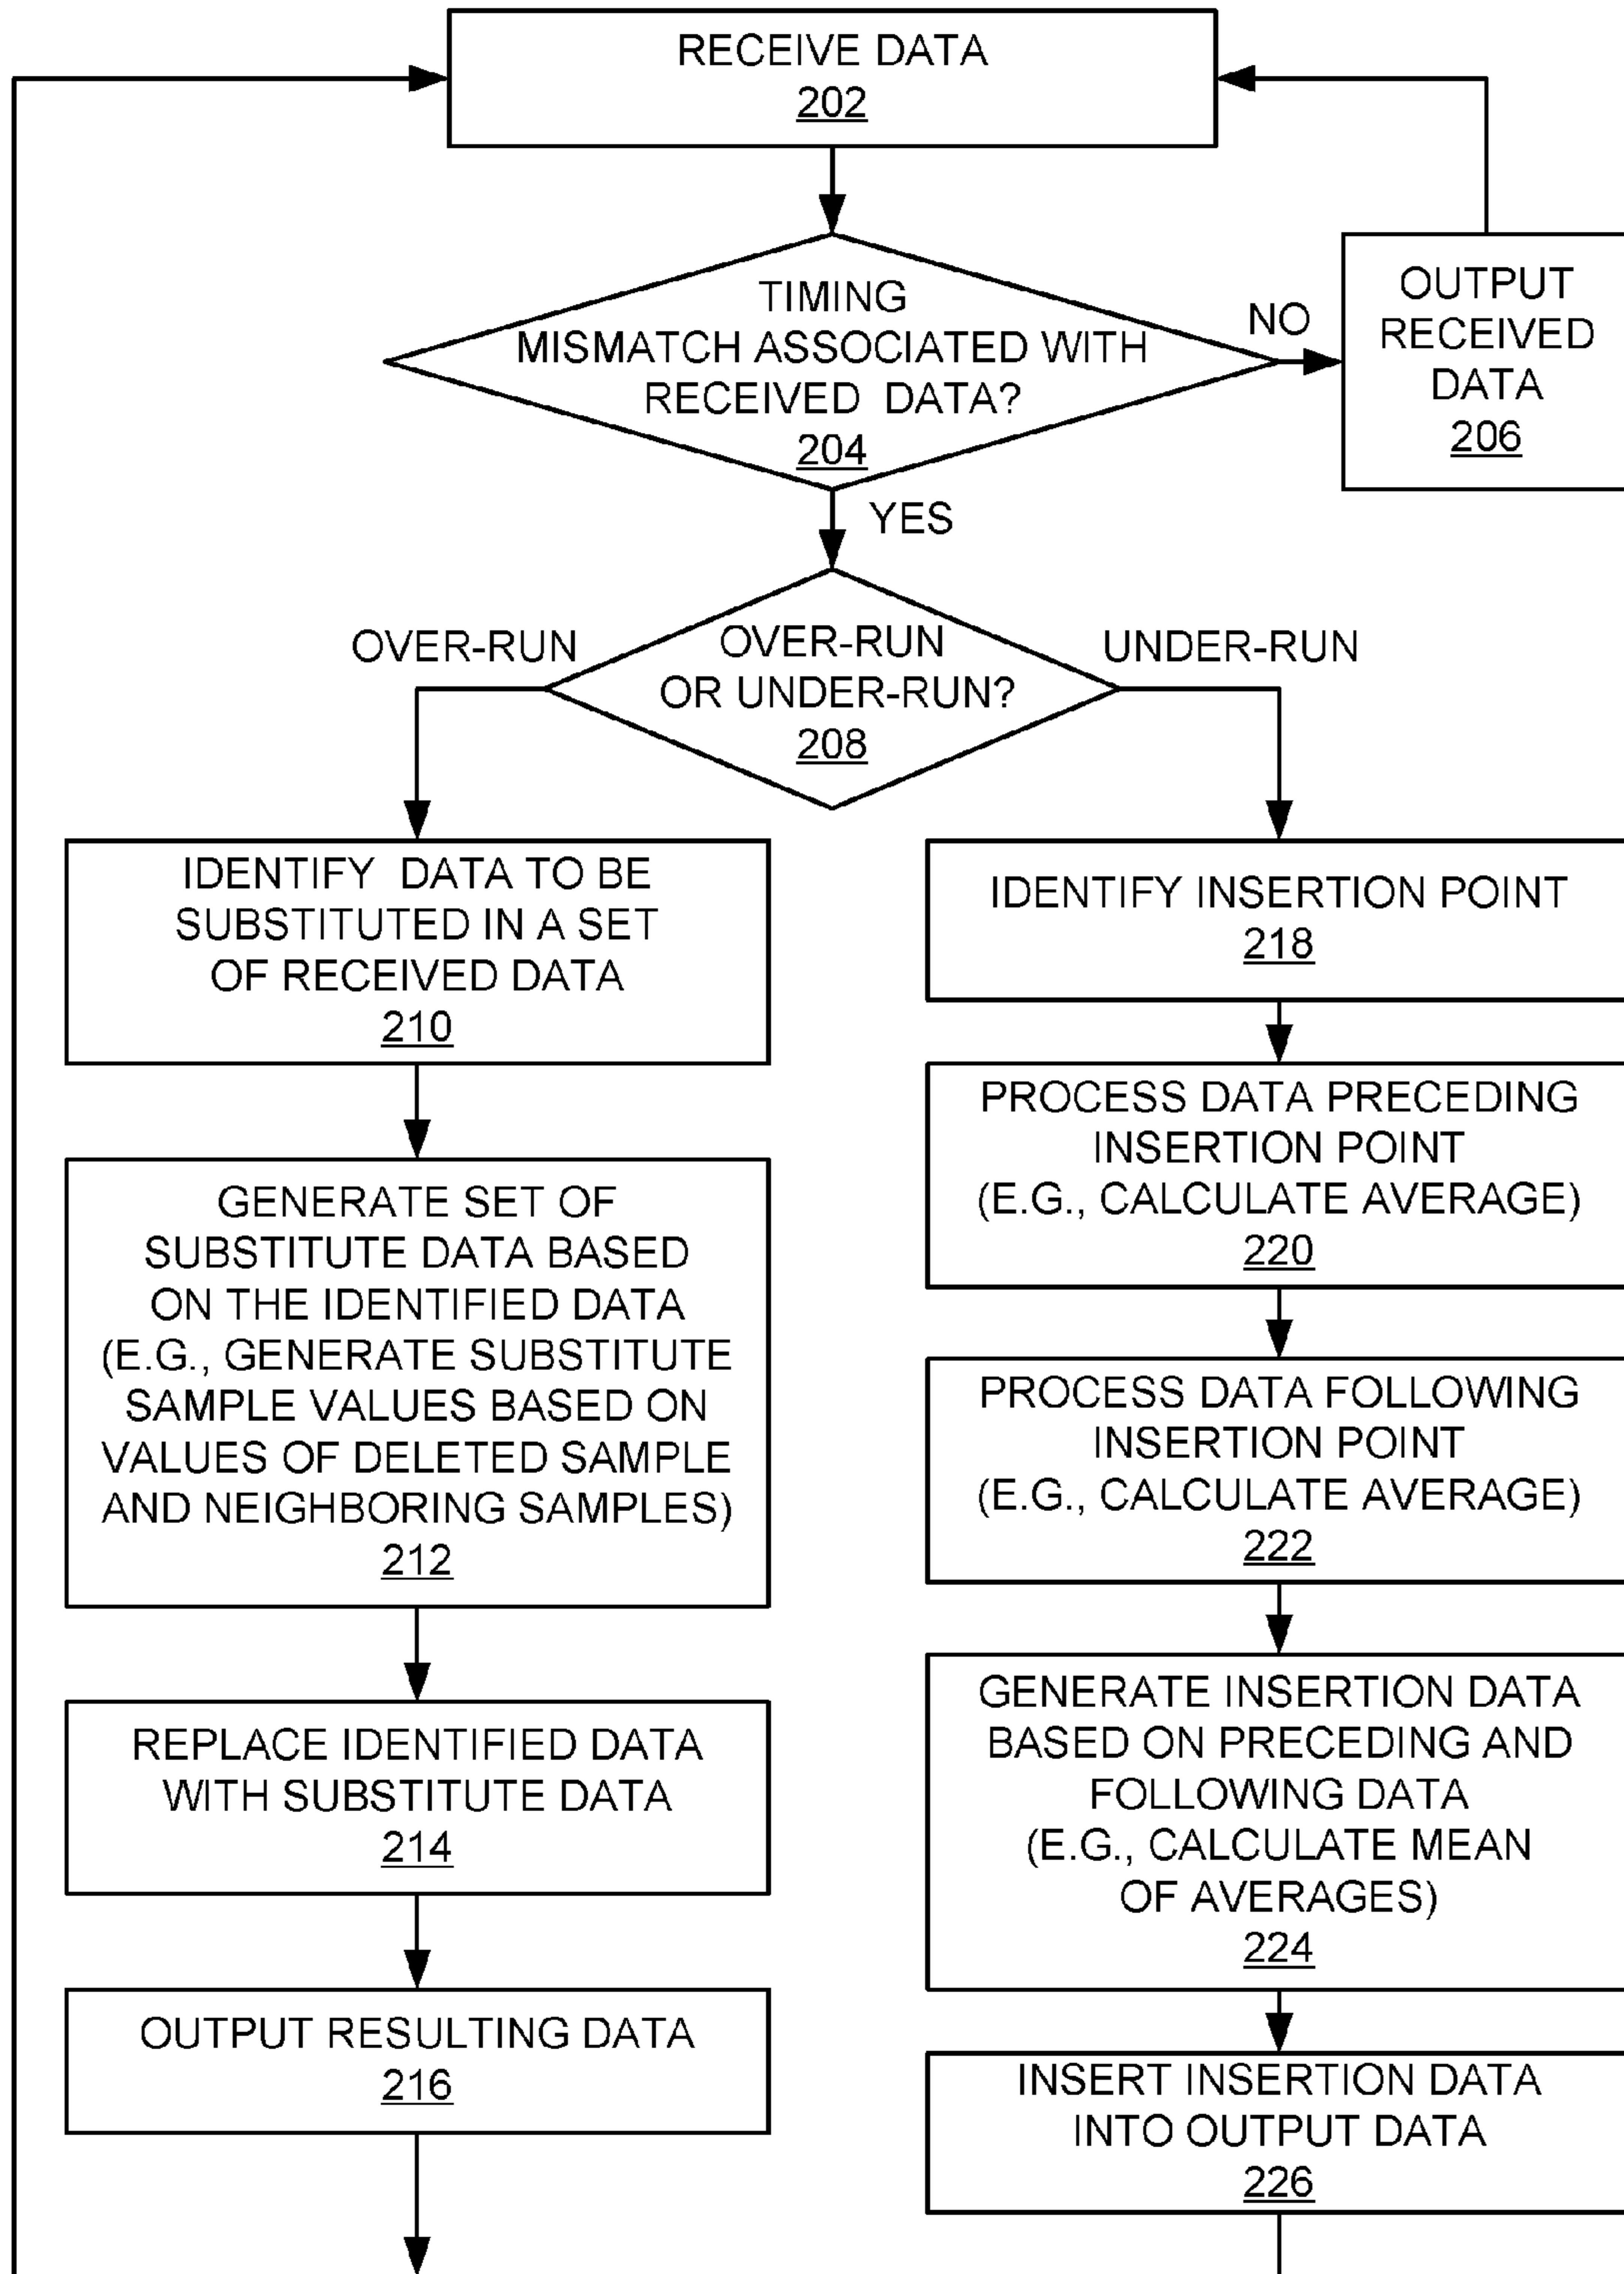 RECEIVE DATA
202
TIMING
MISMATCH ASSOCIATED WITH
RECEIVED DATA?
204
NO
OUTPUT
RECEIVED
DATA
206
YES
OVER-RUN
OVER-RUN
OR UNDER-RUN?
208
UNDER-RUN
IDENTIFY DATA TO BE
SUBSTITUTED IN A SET
OF RECEIVED DATA
210
GENERATE SET OF
SUBSTITUTE DATA BASED
ON THE IDENTIFIED DATA
(E.G., GENERATE SUBSTITUTE
SAMPLE VALUES BASED ON
VALUES OF DELETED SAMPLE
AND NEIGHBORING SAMPLES)
212
REPLACE IDENTIFIED DATA
WITH SUBSTITUTE DATA
214
OUTPUT RESULTING DATA
216
IDENTIFY INSERTION POINT
218
PROCESS DATA PRECEDING
INSERTION POINT
(E.G., CALCULATE AVERAGE)
220
PROCESS DATA FOLLOWING
INSERTION POINT
(E.G., CALCULATE AVERAGE)
222
GENERATE INSERTION DATA
BASED ON PRECEDING AND
FOLLOWING DATA
(E.G., CALCULATE MEAN
OF AVERAGES)
224
INSERT INSERTION DATA
INTO OUTPUT DATA
226